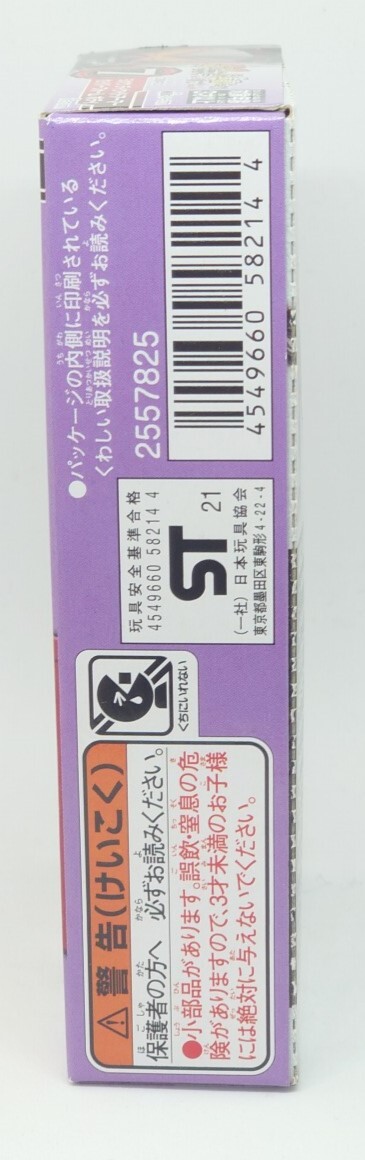 ●パッケージの内側に印刷されている
くわしい取扱説明を必ずお読みください。
2557825
4549660 58214 4
玩具安全基準合格
4549660 58214 4
ST
21
(一社) 日本玩具協会
東京都墨田区東駒形4-22-4
くちにいれない
警告(けいこく)
保護者の方へ 必ずお読みください。
●小部品があります。誤飲・窒息の危
険がありますので、3才未満のお子様
には絶対に与えないでください。